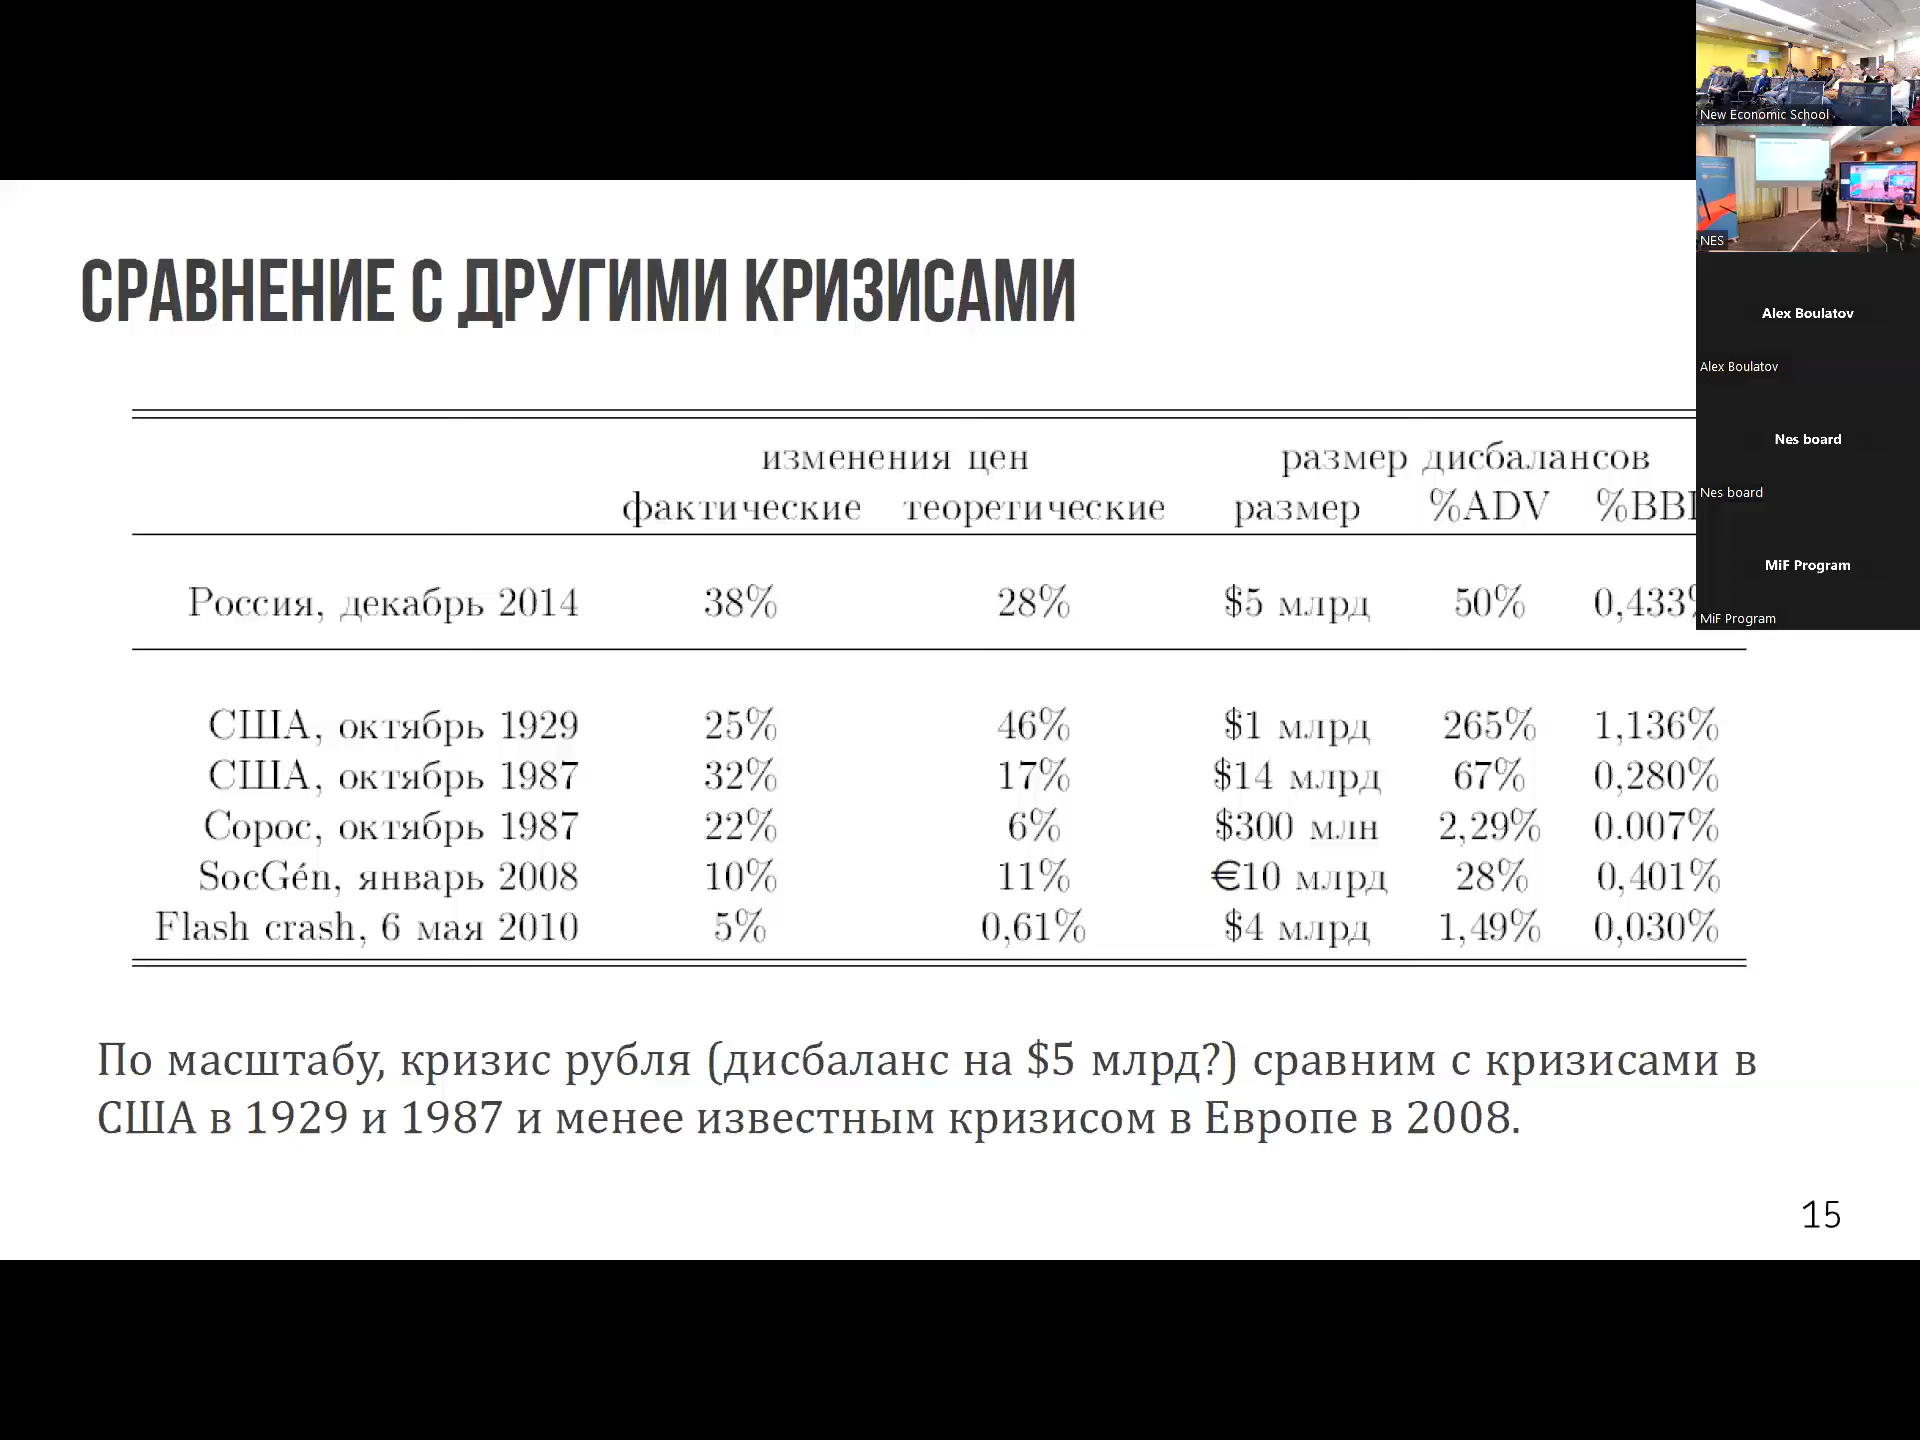 СРАВНЕНИЕ С ДРУГИМИ КРИЗИСАМИ
изменения цен размер дисбалансов
фактические теоретические размер %ADV
Россия, декабрь 2014 38% 28% $5 млрд 50% 0,433%
США, октябрь 1929 25% 46% $1 млрд 265% 1,136%
США, октябрь 1987 32% 17% $14 млрд 67% 0,280%
Сорос, октябрь 1987 22% 6% $300 млн 2,29% 0.007%
SocGén, январь 2008 10% 11% €10 млрд 28% 0,401%
Flash crash, 6 мая 2010 5% 0,61% $4 млрд 1,49% 0,030%
По масштабу, кризис рубля (дисбаланс на $5 млрд?) сравним с кризисами в
США в 1929 и 1987 и менее известным кризисом в Европе в 2008.
15
New Economic School
NES
Alex Boulatov
Alex Boulatov
Nes board
Nes board
MiF Program
MiF Program